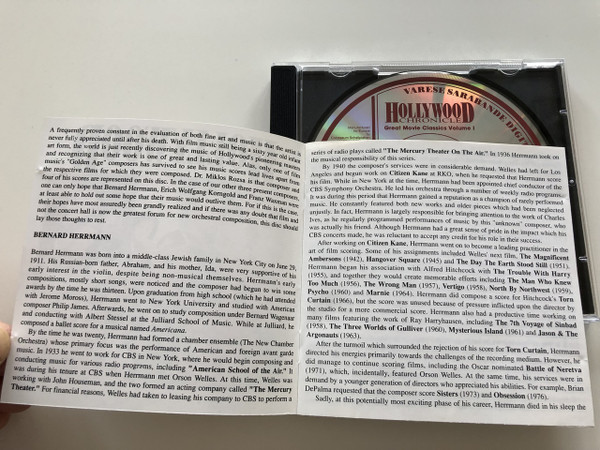 VARESE SARABANDE DIGI
HOLLYWOOD
CHRONICLE
Great Movie Classics Volume I
A frequently proven constant in the evaluation of both fine art and music is that the artist is
never fully appreciated until after his death. With film music still being a sixty year old infant
art form, the world is just recently discovering the music of Hollywood's pioneering masters
and recognizing that their work is one of great and lasting value. Alas, only one of film
music's "Golden Age" composers has survived to see his music scores lead lives apart from
the respective films for which they were composed. Dr. Miklos Rozsa is that composer and
four of his scores are represented on this disc. In the case of our other three composers
one can only hope that Bernard Herrmann, Erich Wolfgang Korngold and Franz Waxman were
at least able to hold out some hope that their music would outlive them. For if this is the case,
their hopes have most assuredly been grandly realized and if there was any doubt that film and
not the concert hall is now the greatest forum for new orchestral composition, this disc should
lay those doubts to rest.
BERNARD HERRMANN
Bernard Herrmann was born into a middle-class Jewish family in New York City on June 29,
1911. His Russian-born father, Abraham, and his mother, Ida, were very supportive of his
early interest in the violin, despite being non-musical themselves. Herrmann's early
compositions, mostly short songs, were noticed and the composer had begun to win some
awards by the time he was thirteen. Upon graduation from high school (which he had attended
with Jerome Moross), Herrmann went to New York University and studied with American
composer Philip James. Afterwards, he went on to study composition under Bernard Wagenaar
and conducting with Albert Stessel at the Julliard School of Music. While at Julliard, he
composed a ballet score for a musical named Americana.
By the time he was twenty, Herrmann had formed a chamber ensemble (The New Chamber
Orchestra) whose primary focus was the performance of American and foreign avant garde
music. In 1933 he went to work for CBS in New York, where he would begin composing and
conducting music for various radio progrems, including "American School of the Air." It
was during his tenure at CBS when Herrmann met Orson Welles. At this time, Welles was
working with John Houseman, and the two formed an acting company called "The Mercury
Theater." For financial reasons, Welles had taken to leasing his company to CBS to perform a
series of radio plays called "The Mercury Theater On The Air." In 1936 Herrmann took on
the musical responsibility of this series.
By 1940 the composer's services were in considerable demand. Welles had left for Los
Angeles and begun work on Citizen Kane at RKO, when he requested that Herrmann score
his film. While in New York at the time, Herrmann had been appointed chief conductor of the
CBS Symphony Orchestra. He led his orchestra through a number of weekly radio programs.
It was during this period that Herrmann gained a reputation as a champion of rarely performed
music. He constantly featured both new works and older pieces which had been neglected
unjustly. In fact, Herrmann is largely responsible for bringing attention to the work of Charles
Ives, as he regularly programmed performances of music by this "unknown" composer, who
was actually his friend. Although Herrmann had a great sense of pride in the impact which his
CBS concerts made, he was reluctant to accept any credit for his role in their success.
After working on Citizen Kane, Herrmann went on to become a leading practitioner in the
art of film scoring. Some of his assignments included Welles' next film, The Magnificent
Ambersons (1942), Hangover Square (1945) and The Day The Earth Stood Still (1951).
Herrmann began his association with Alfred Hitchcock with The Trouble With Harry
(1955), and together they would create memorable efforts including The Man Who Knew
Too Much (1956), The Wrong Man (1957), Vertigo (1958), North By Northwest (1959),
Psycho (1960) and Marnie (1964). Herrmann did compose a score for Hitchcock's Torn
Curtain (1966), but the score was unused because of pressure inflicted upon the director by
the studio for a more commercial score. Herrmann also had a productive time working on
many films featuring the work of Ray Harryhausen, including The 7th Voyage of Sinbad
(1958), The Three Worlds of Gulliver (1960), Mysterious Island (1961) and Jason & The
Argonauts (1963).
After the turmoil which surrounded the rejection of his score for Torn Curtain, Herrmann
directed his energies primarily towards the challenges of the recording medium. However, he
did manage to continue scoring films, including the Oscar nominated Battle of Neretva
(1971), which, incidentally, featured Orson Welles. At the same time, his services were in
demand by a younger generation of directors who appreciated his abilities. For example, Brian
DePalma requested that the composer score Sisters (1973) and Obsession (1976).
Sadly, at this potentially most exciting phase of his career, Herrmann died in his sleep the